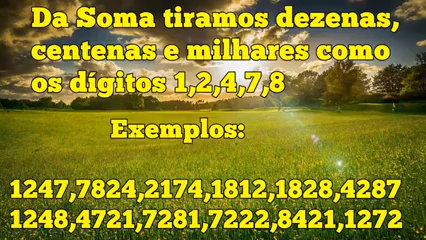 Da Soma tiramos dezenas,
centenas e milhares como
os dígitos 1,2,4,7,8
Exemplos:
1247,7824,2174,1812,1828,4287
1248,4721,7281,7222,8421,1272